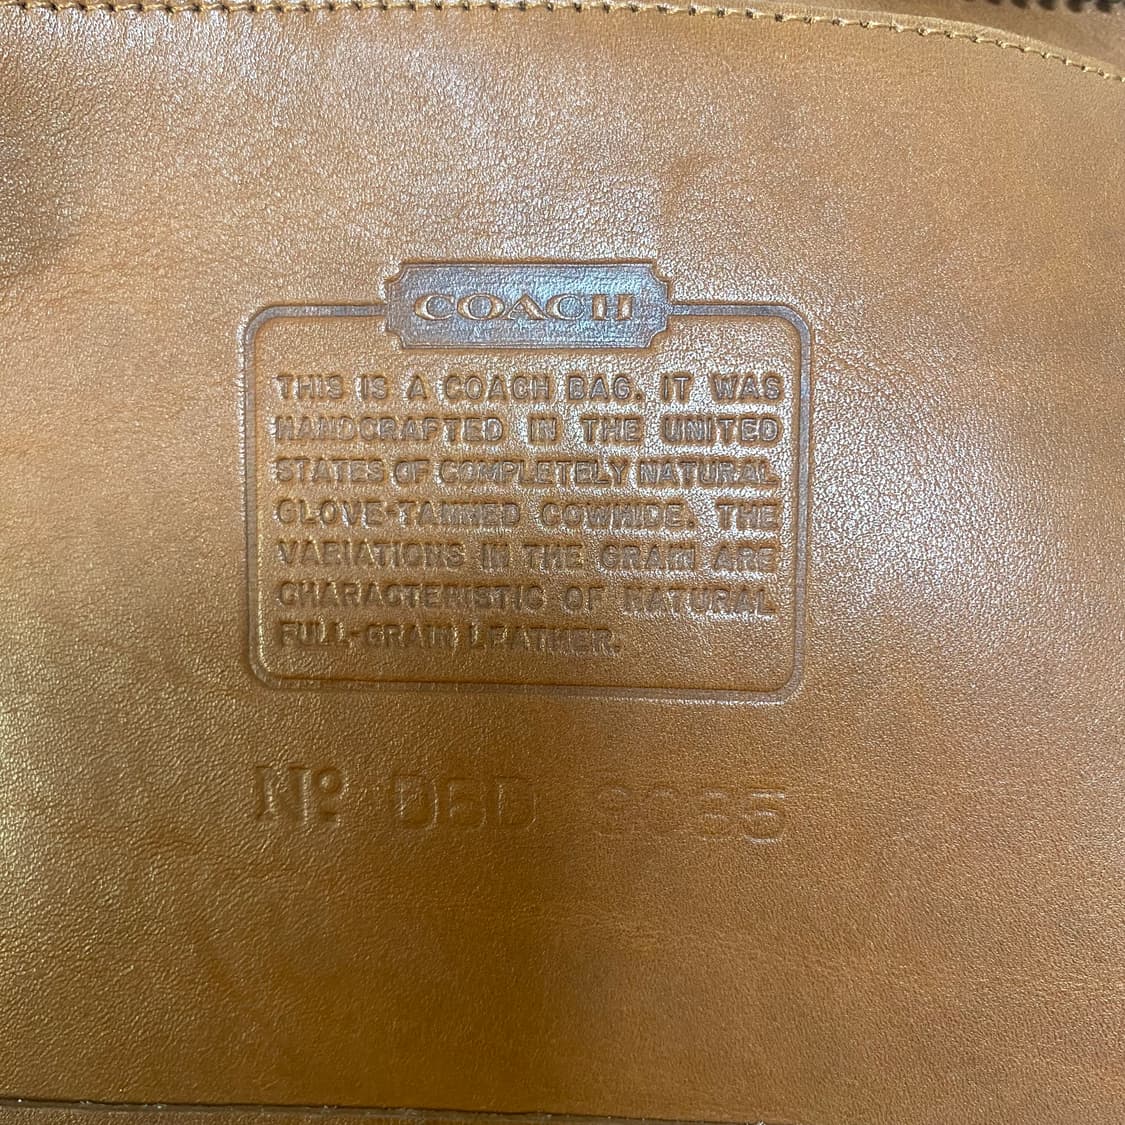 COACH
THIS IS A COACH BAG. IT WAS
HANDCRAFTED IN THE UNITED
STATES OF COMPLETELY NATURAL
GLOVE-TANNED COWHIDE. THE
VARIATIONS IN THE GRAIN ARE
CHARACTERISTIC OF NATURAL
FULL-GRAIN LEATHER.
Nº